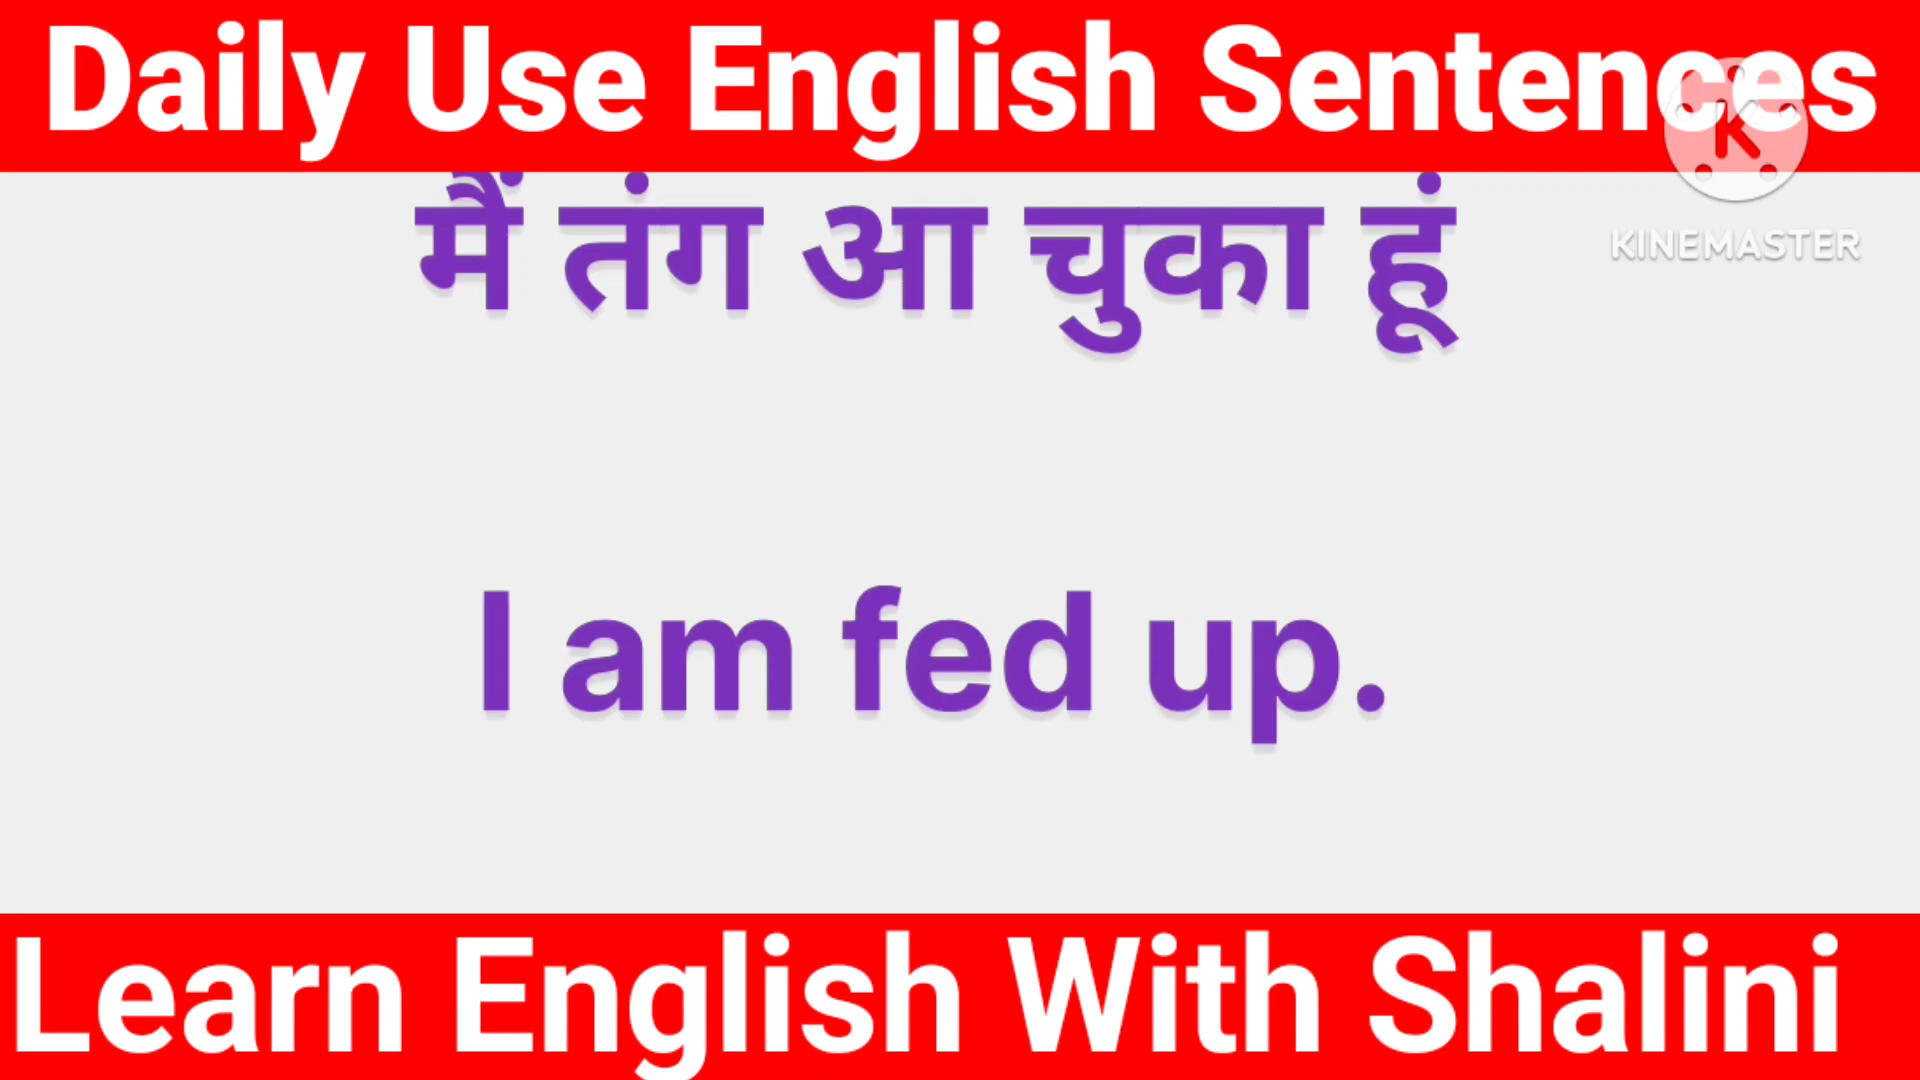 Daily Use English Sentences
K
KINEMASTER
मैं तंग आ चुका हूं
I am fed up.
Learn English With Shalini